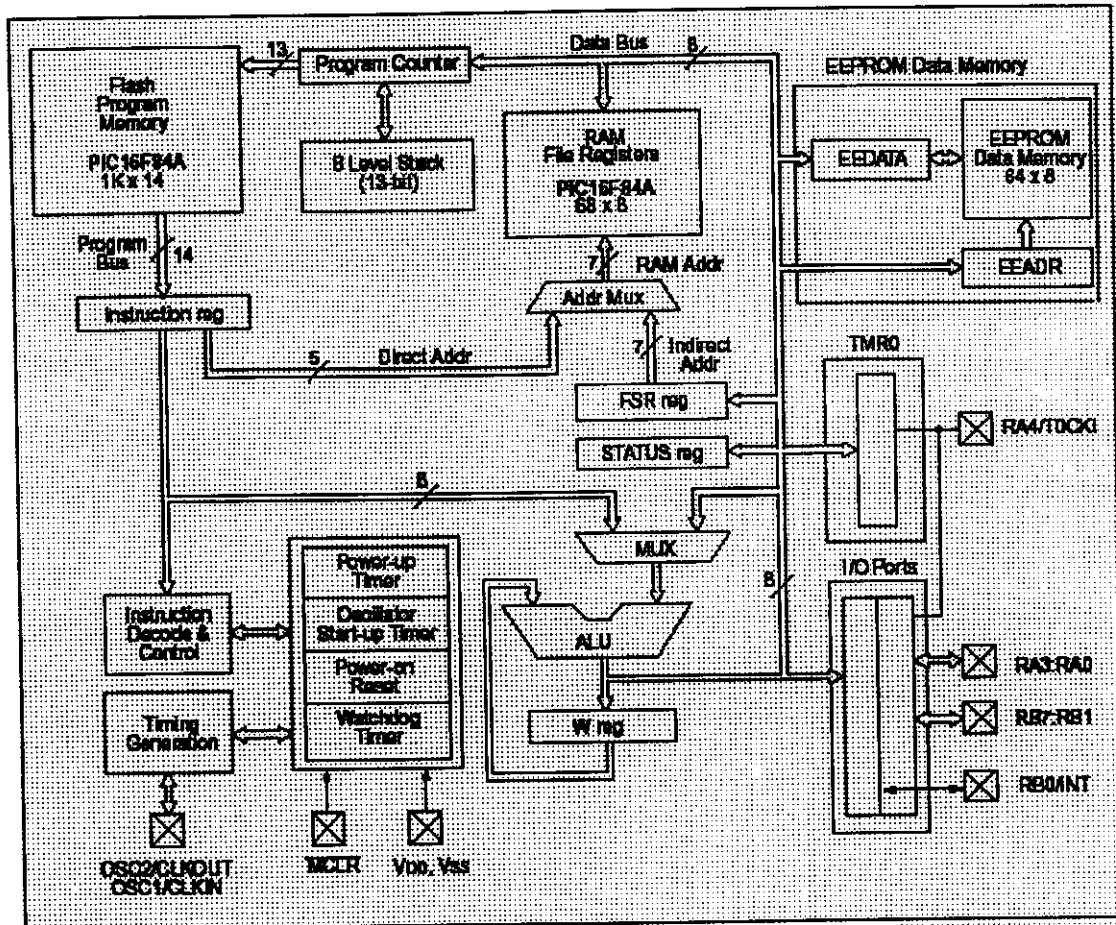 13
Program Counter
Data Bus
8
EEPROM Data Memory
Flash
Program
Memory
PIC16F84A
1K x 14
8 Level Stack
(13-bit)
RAM
File Registers
PIC16F84A
68 x 8
EEDATA
EEPROM
Data Memory
64 x 8
EEADR
Program
Bus
14
7
RAM Addr
Addr Mux
Instruction reg
5
Direct Addr
7
Indirect
Addr
TMR0
FSR reg
RA4/T0CKI
STATUS reg
8
MUX
Power-up
Timer
8
I/O Ports
Instruction
Decode &
Control
Oscillator
Start-up Timer
ALU
Power-on
Reset
RA3:RA0
Timing
Generation
Watchdog
Timer
W reg
RB7:RB1
RB0/INT
OSC2/CLKOUT
OSC1/CLKIN
MCLR
VDD, VSS